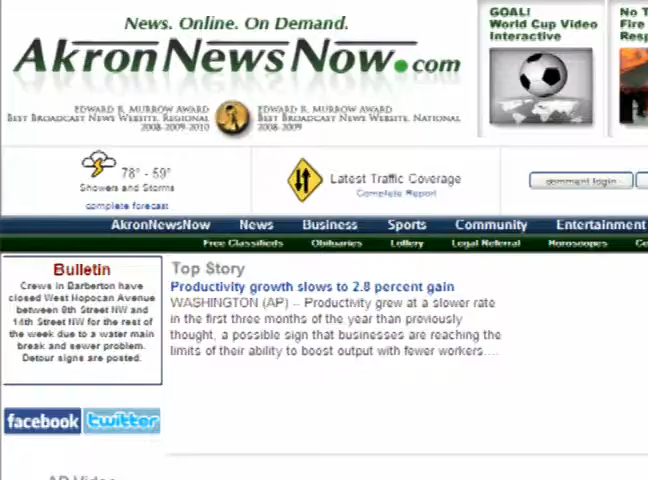 News. Online. On Demand.
AkronNewsNow.com
EDWARD R. MURROW AWARD
BEST BROADCAST NEWS WEBSITE, REGIONAL
2008-2009-2010
EDWARD R. MURROW AWARD
BEST BROADCAST NEWS WEBSITE, NATIONAL
2008-2009
GOAL!
World Cup Video
Interactive
No T
Fire
Resp
78° - 59°
Showers and Storms
complete forecast
Latest Traffic Coverage
Complete Report
comment login
AkronNewsNow News Business Sports Community Entertainment
Free Classifieds Obituaries Lottery Legal Referral Horoscopes
Bulletin
Crews in Barberton have
closed West Hopocan Avenue
between 8th Street NW and
14th Street NW for the rest of
the week due to a water main
break and sewer problem.
Detour signs are posted.
Top Story
Productivity growth slows to 2.8 percent gain
WASHINGTON (AP) -- Productivity grew at a slower rate
in the first three months of the year than previously
thought, a possible sign that businesses are reaching the
limits of their ability to boost output with fewer workers....
facebook twitter
AP Video